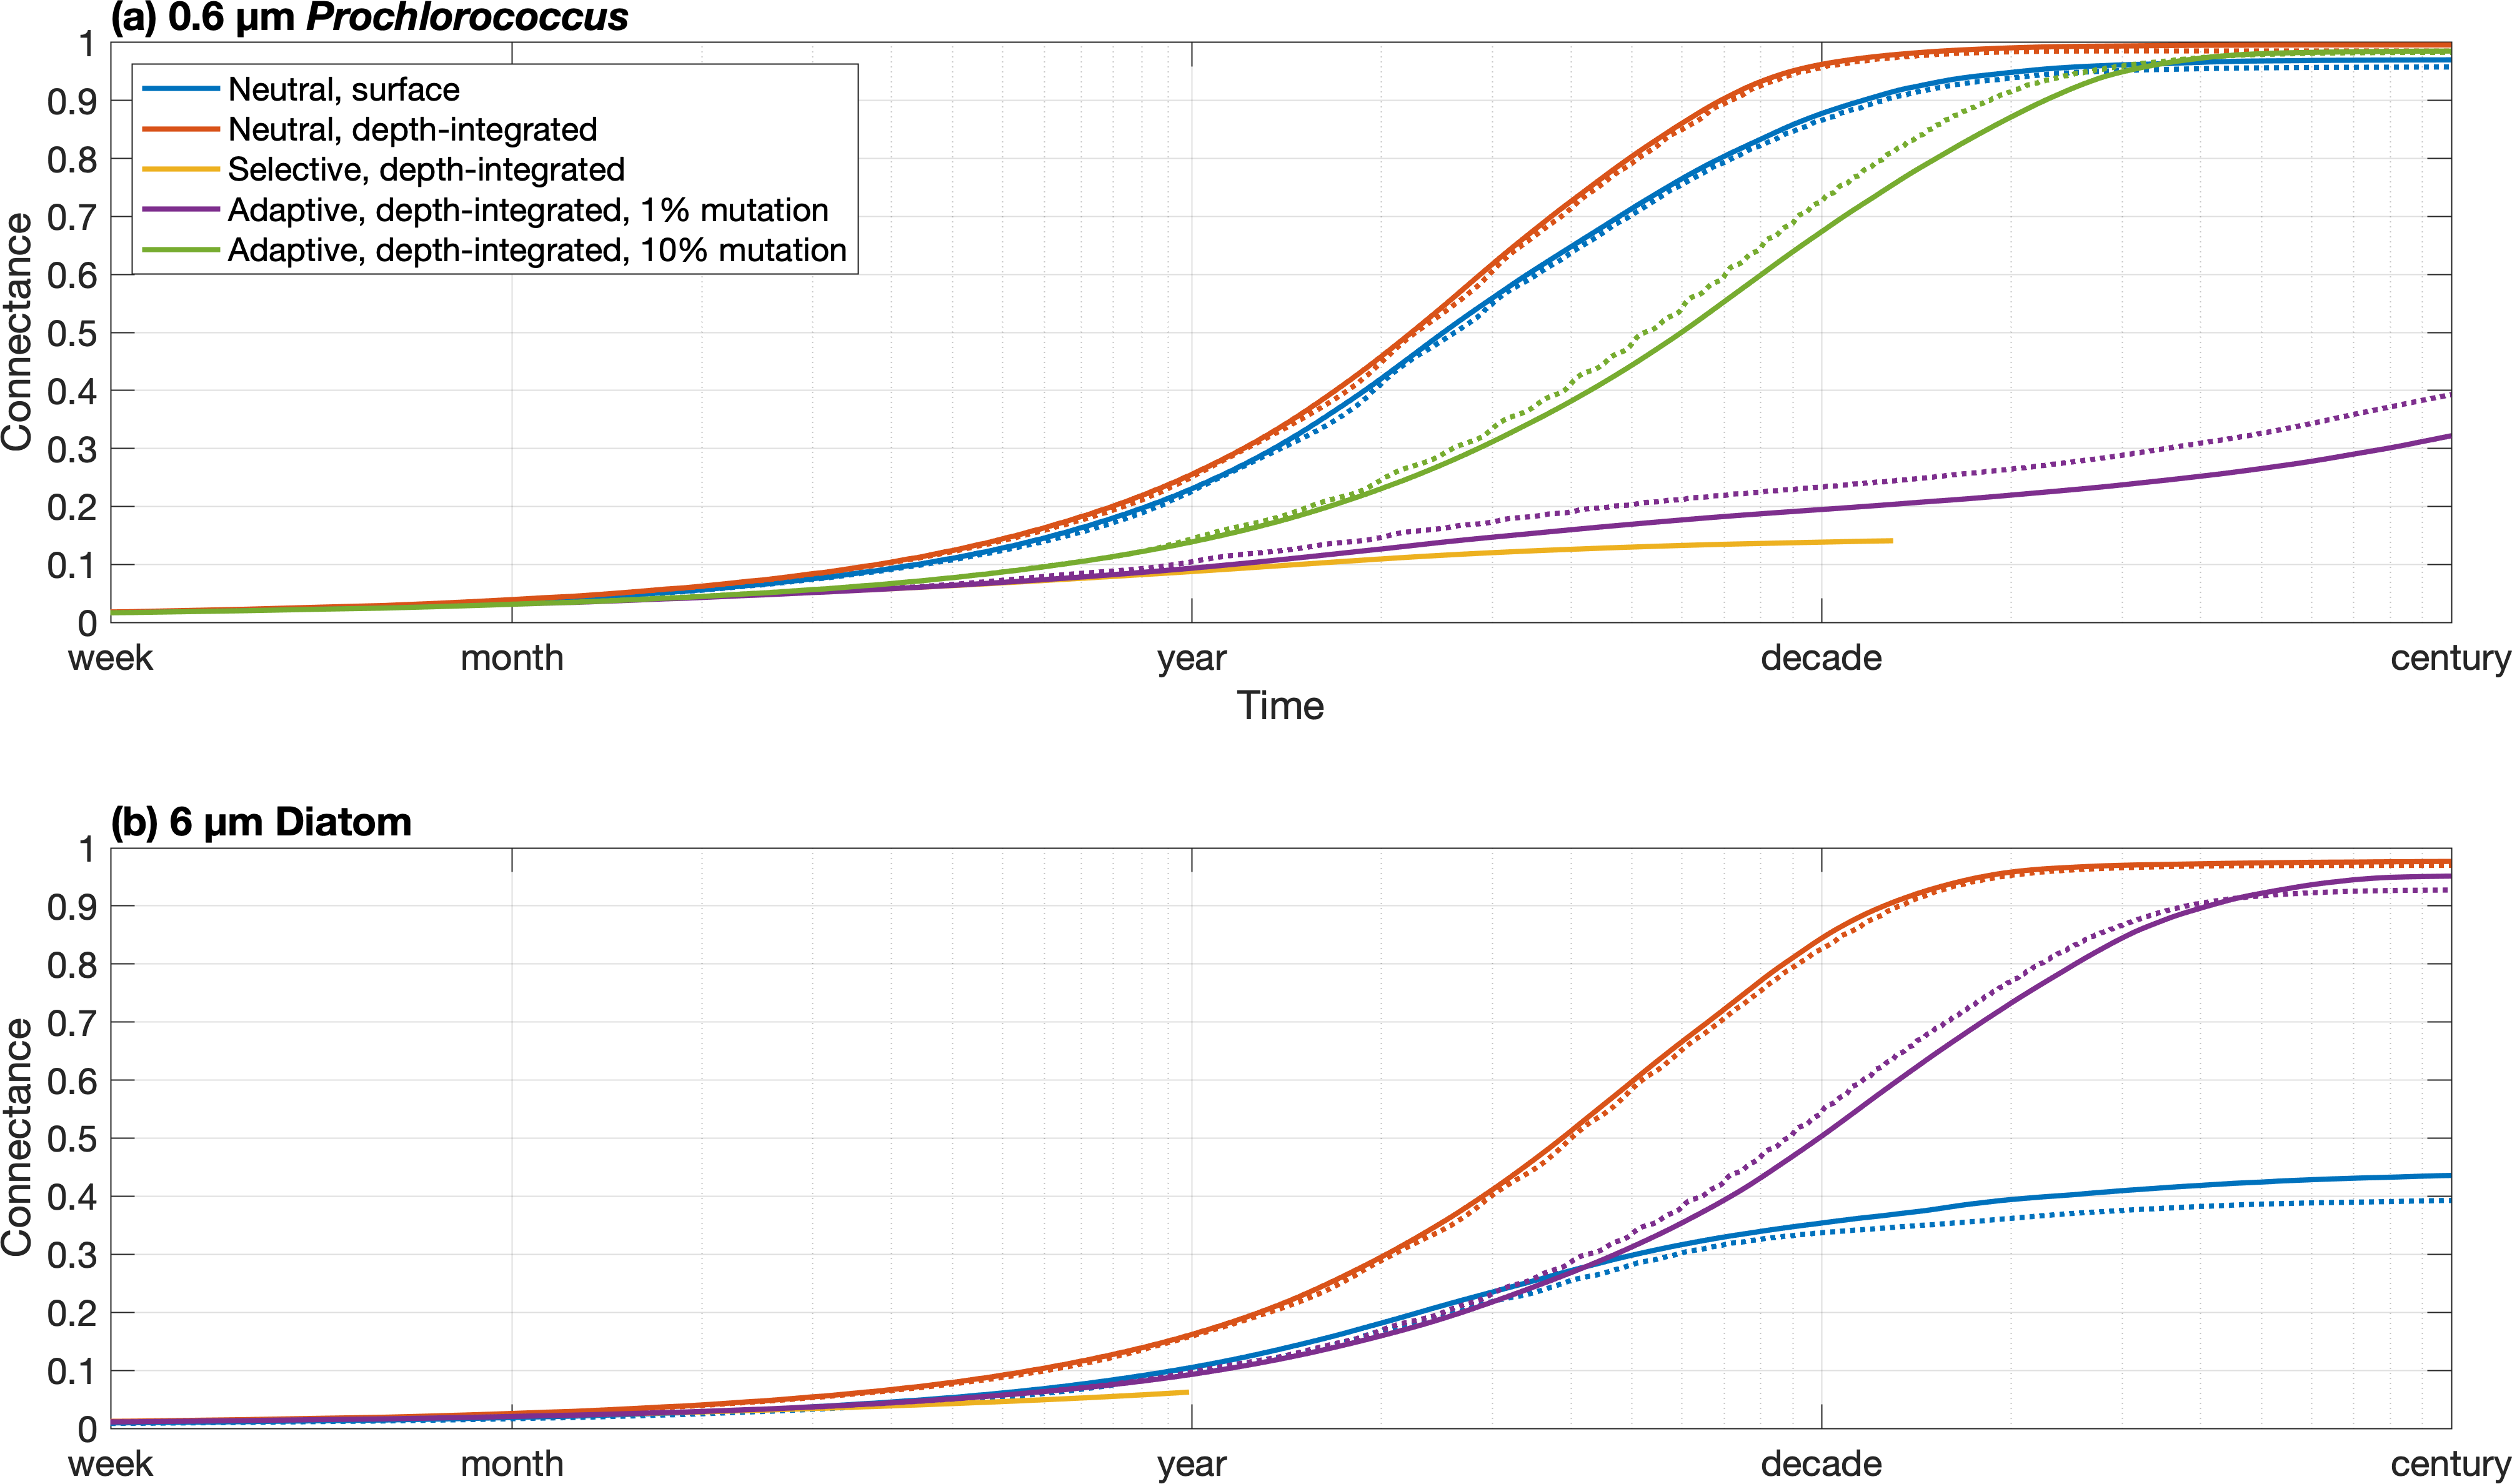 (a) 0.6 µm Prochlorococcus
1
0.9
0.8
0.7
0.6
0.5
0.4
0.3
0.2
0.1
0
Connectance
Neutral, surface
Neutral, depth-integrated
Selective, depth-integrated
Adaptive, depth-integrated, 1% mutation
Adaptive, depth-integrated, 10% mutation
week month year decade century
Time
(b) 6 µm Diatom
1
0.9
0.8
0.7
0.6
0.5
0.4
0.3
0.2
0.1
0
Connectance
week month year decade century